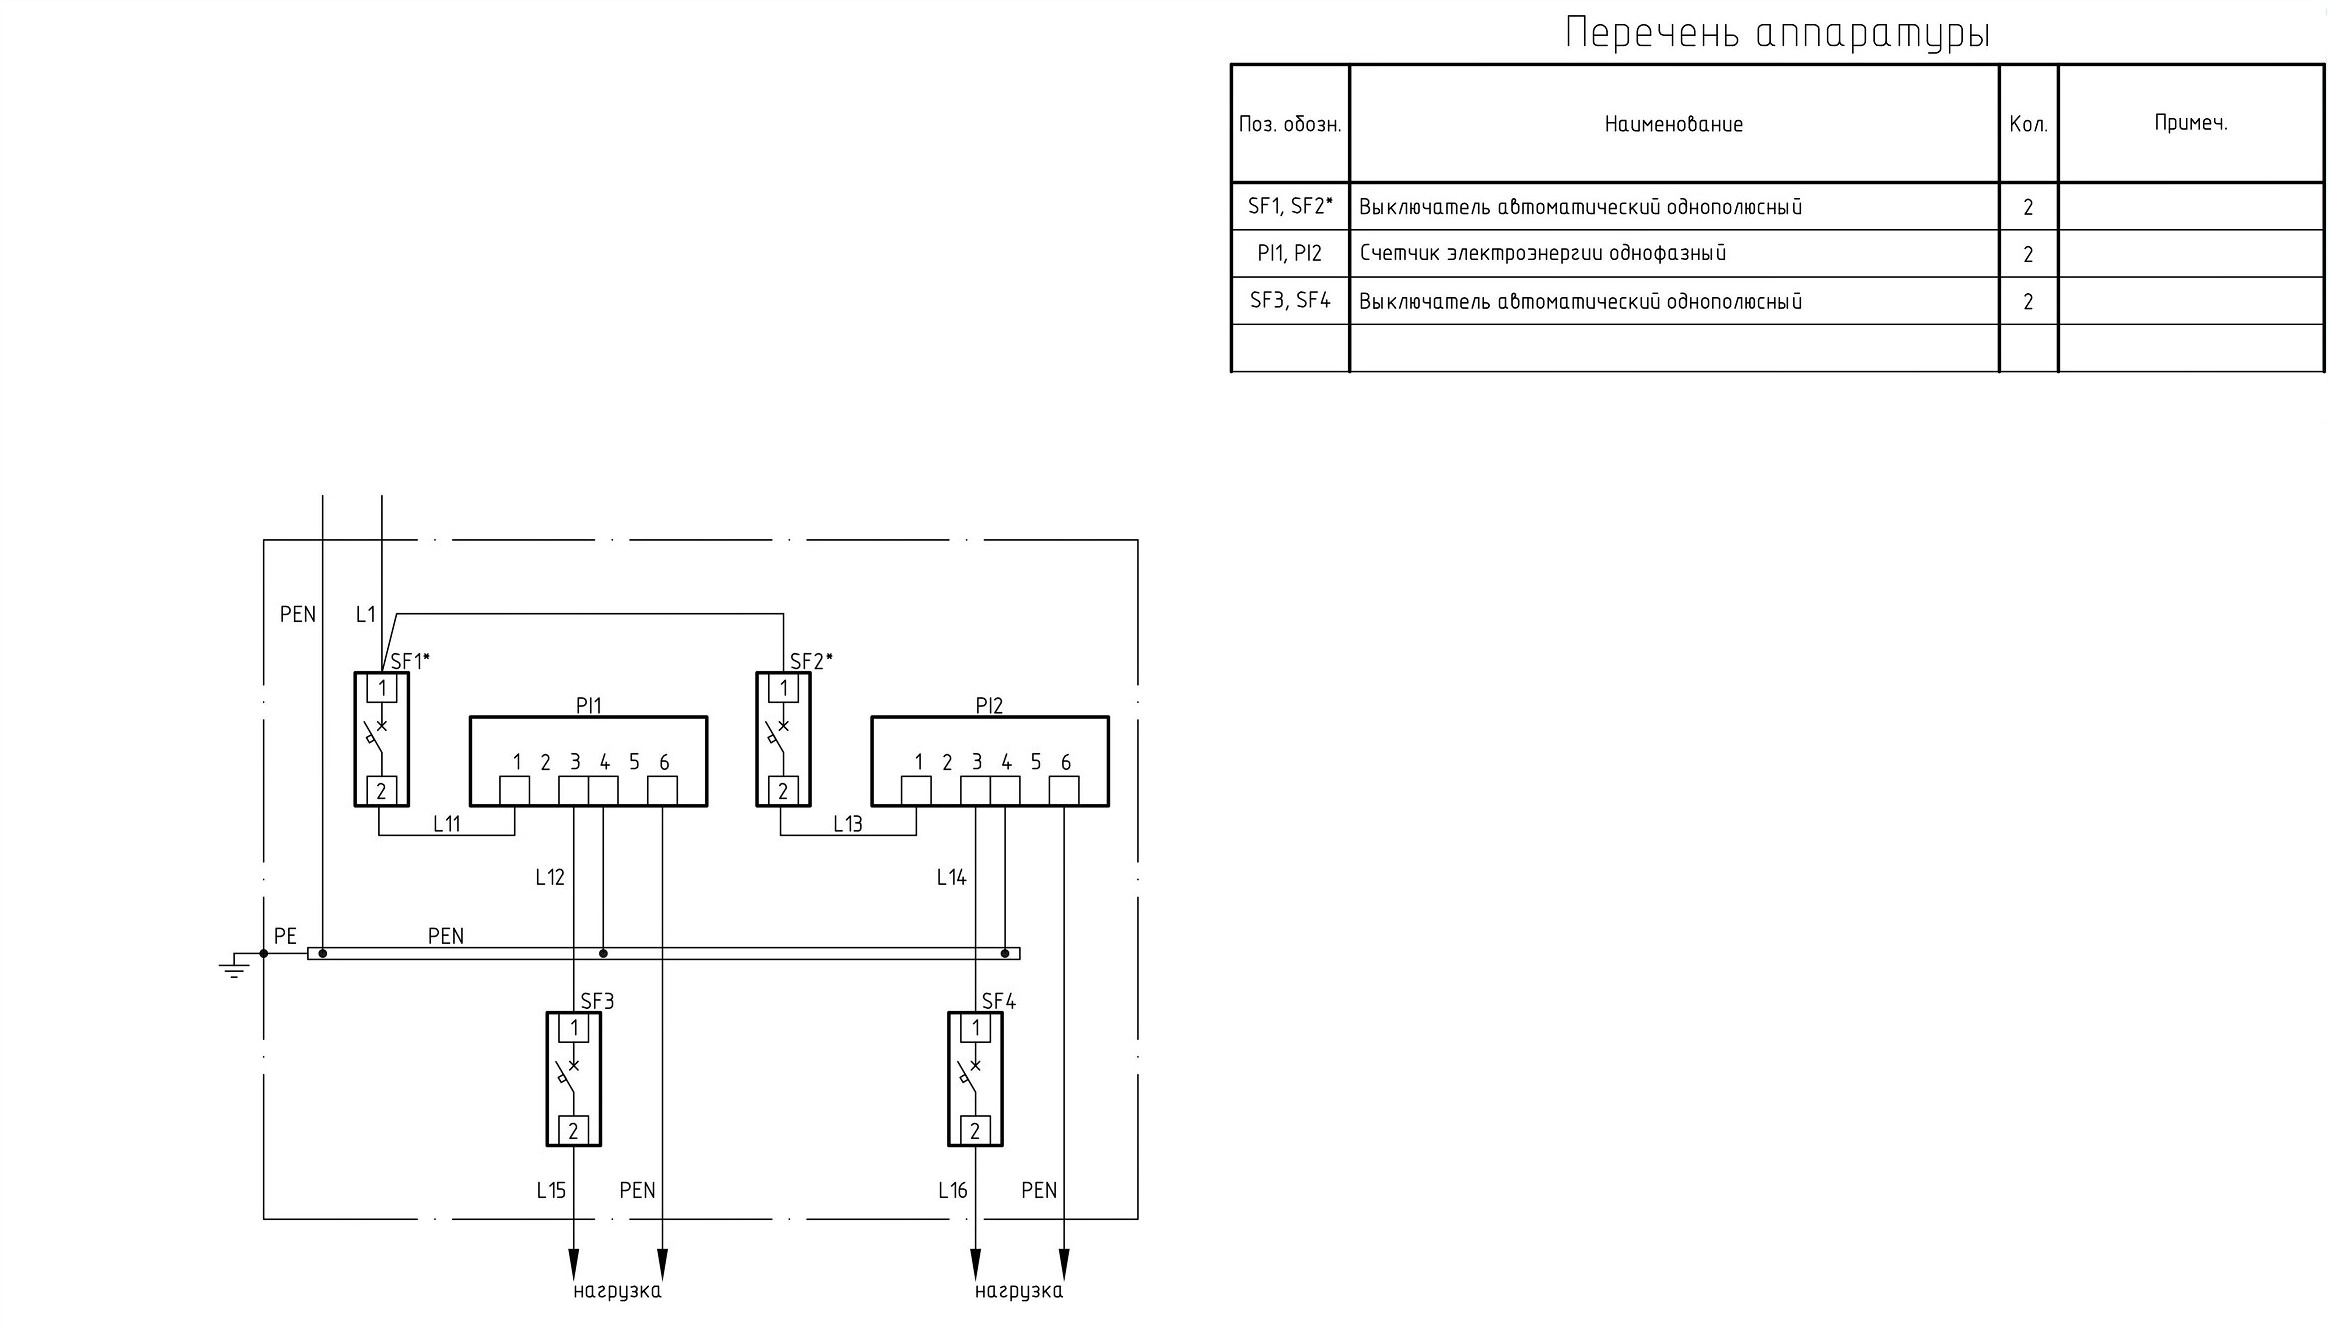 Перечень аппаратуры
Поз. обозн. Наименование Кол. Примеч.
SF1, SF2* Выключатель автоматический однополюсный 2
PI1, PI2 Счетчик электроэнергии однофазный 2
SF3, SF4 Выключатель автоматический однополюсный 2
PEN L1
SF1* SF2*
1 1
PI1 PI2
1 2 3 4 5 6 1 2 3 4 5 6
2 2
L11 L13
L12 L14
PE PEN
SF3 SF4
1 1
2 2
L15 PEN L16 PEN
нагрузка нагрузка